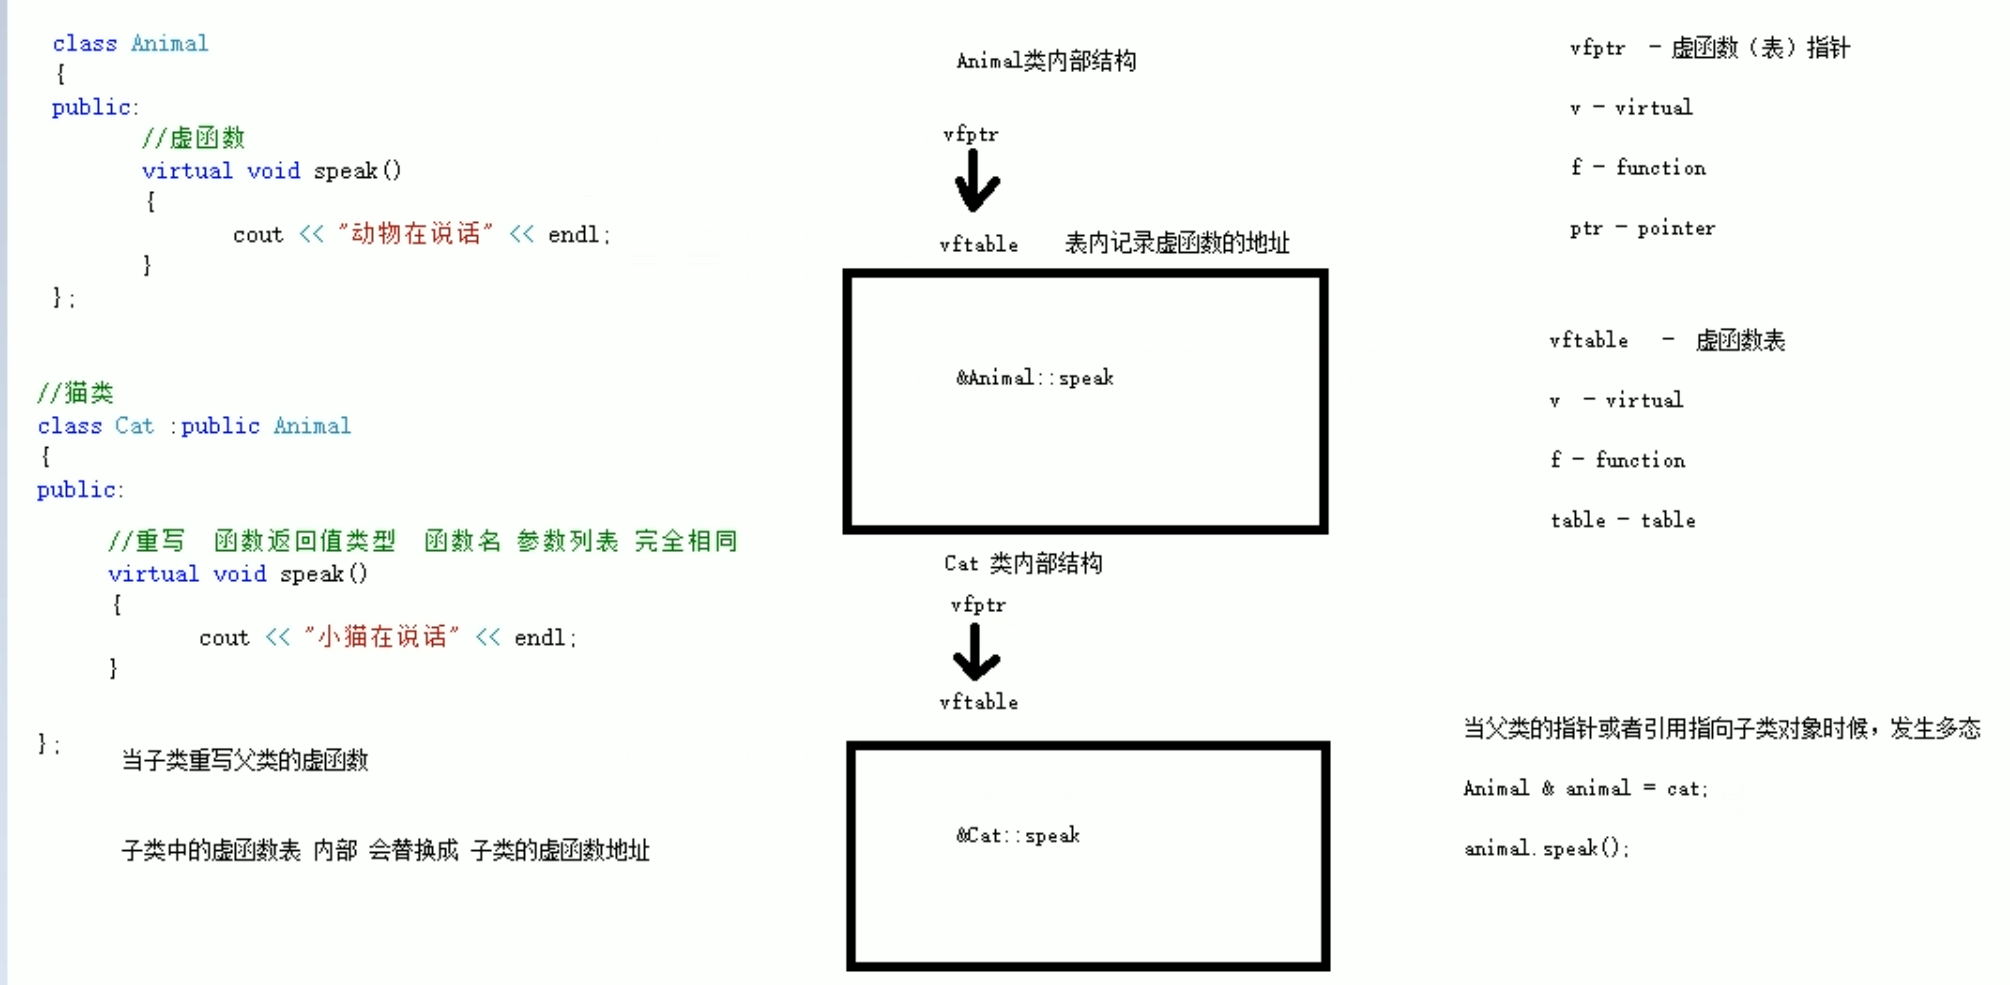 class Animal
{
public:
//虚函数
virtual void speak()
{
cout << "动物在说话" << endl;
}
};
//猫类
class Cat :public Animal
{
public:
//重写 函数返回值类型 函数名 参数列表 完全相同
virtual void speak()
{
cout << "小猫在说话" << endl;
}
};
当子类重写父类的虚函数
子类中的虚函数表 内部 会替换成 子类的虚函数地址
Animal类内部结构
vfptr
vftable 表内记录虚函数的地址
&Animal::speak
Cat 类内部结构
vfptr
vftable
&Cat::speak
vfptr - 虚函数（表）指针
v - virtual
f - function
ptr - pointer
vftable - 虚函数表
v - virtual
f - function
table - table
当父类的指针或者引用指向子类对象时候，发生多态
Animal & animal = cat;
animal.speak();